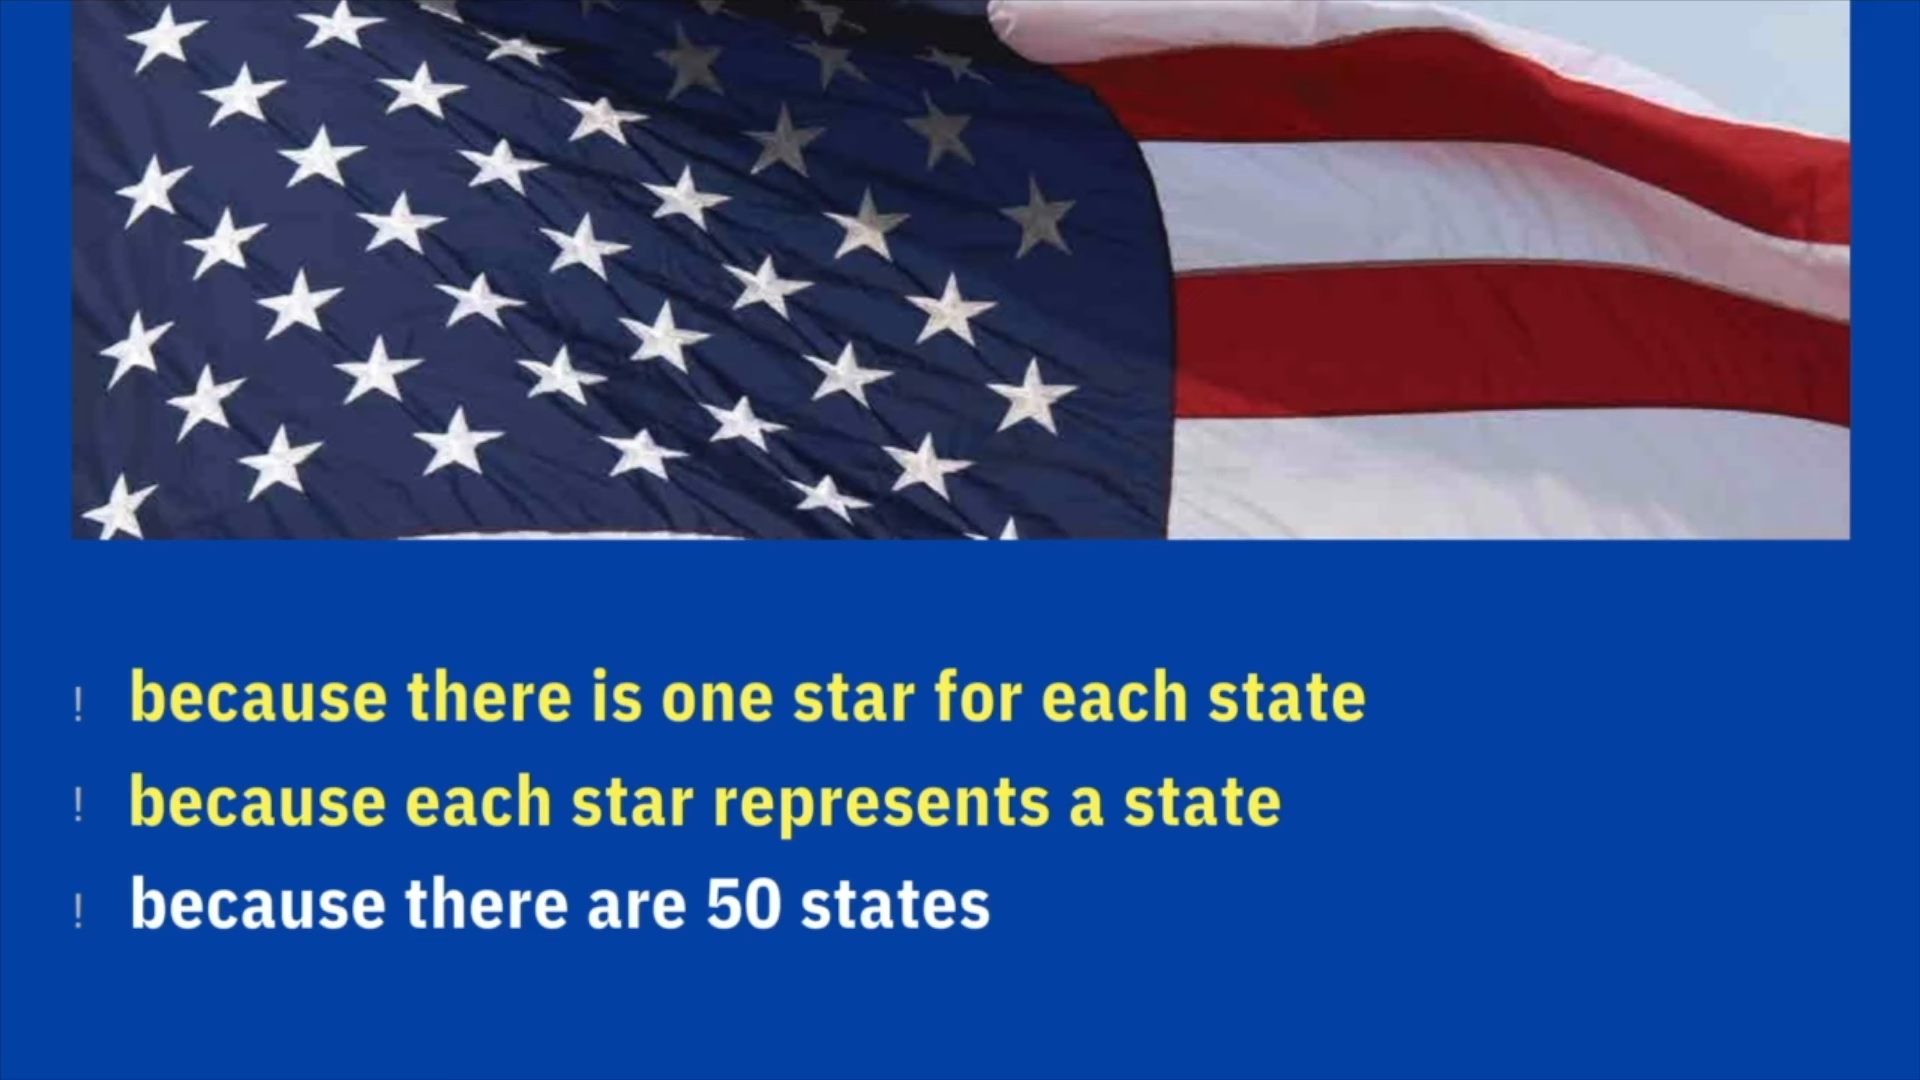 ! because there is one star for each state
! because each star represents a state
! because there are 50 states